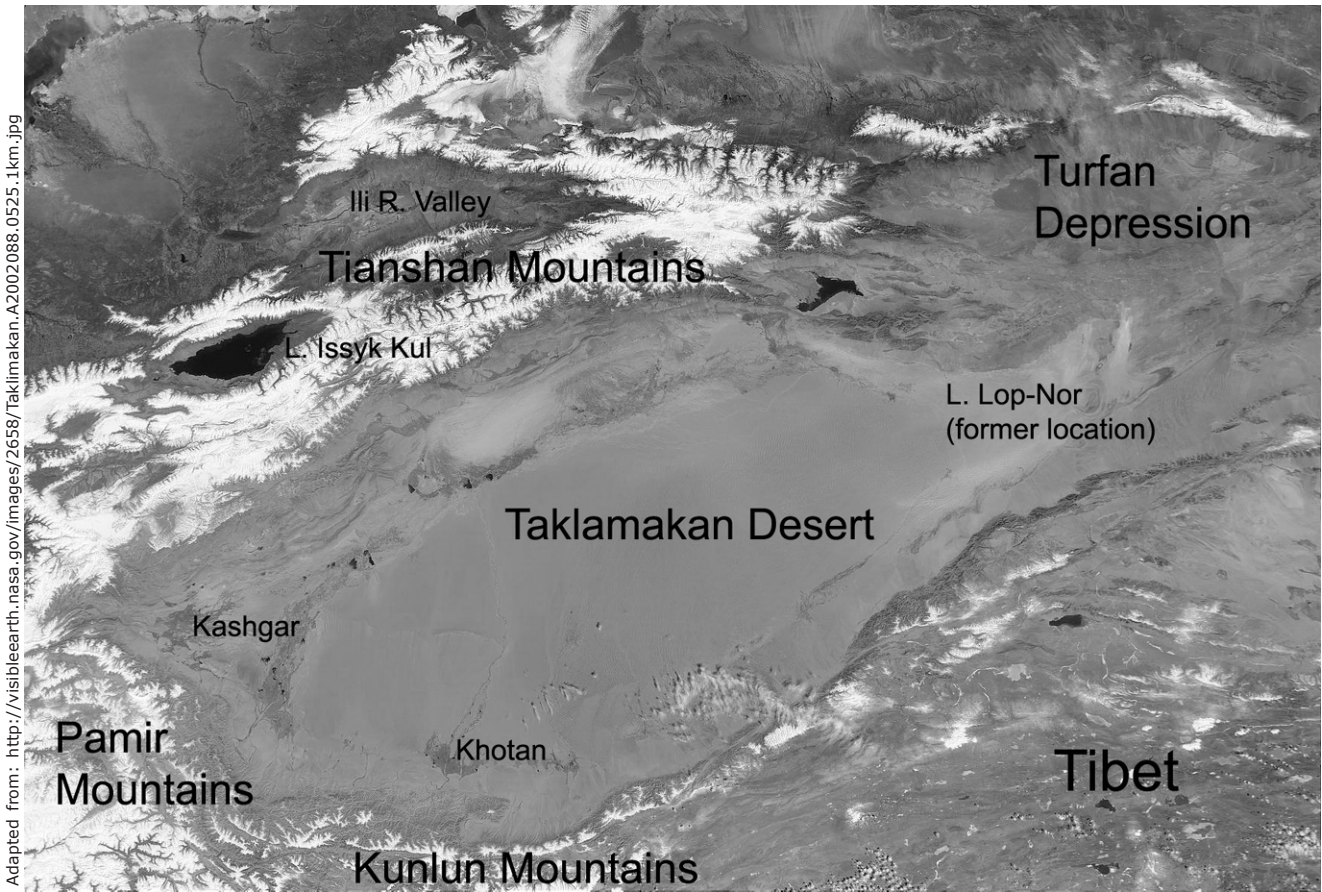 Adapted from: http://visibleearth.nasa.gov/images/2658/Taklimakan.A2002088.0525.1km.jpg
Turfan
Depression
Ili R. Valley
Tianshan Mountains
L. Issyk Kul
L. Lop-Nor
(former location)
Taklamakan Desert
Kashgar
Pamir
Mountains
Khotan
Tibet
Kunlun Mountains